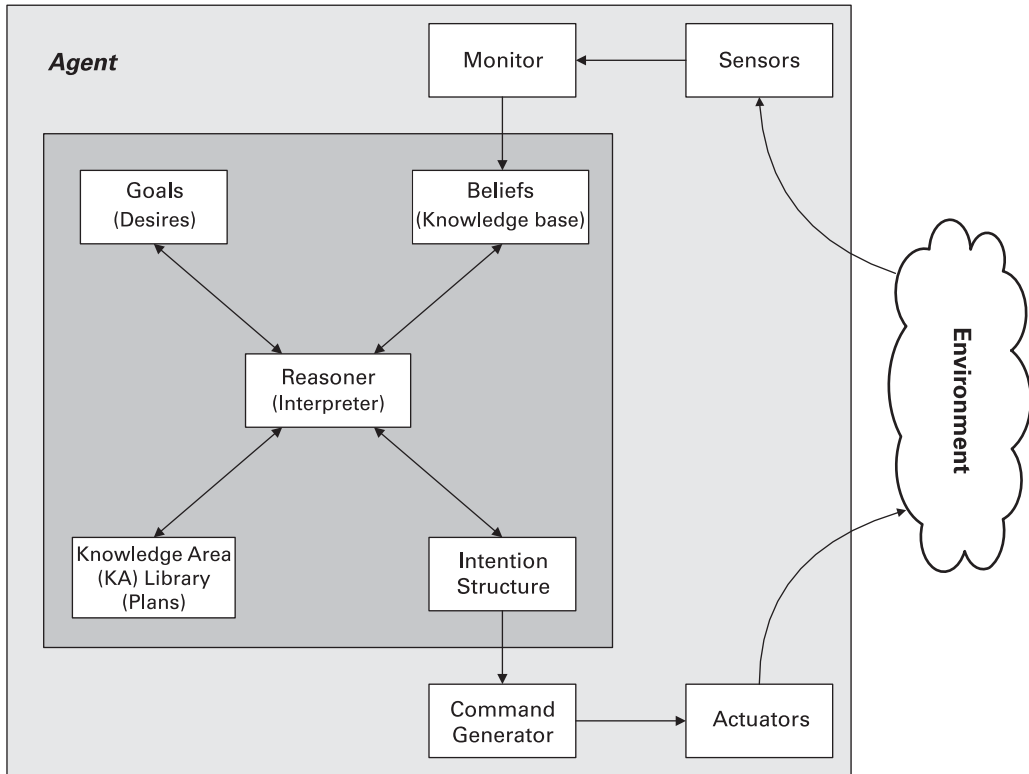 Agent
Monitor
Sensors
Goals
(Desires)
Beliefs
(Knowledge base)
Reasoner
(Interpreter)
Environment
Knowledge Area
(KA) Library
(Plans)
Intention
Structure
Command
Generator
Actuators